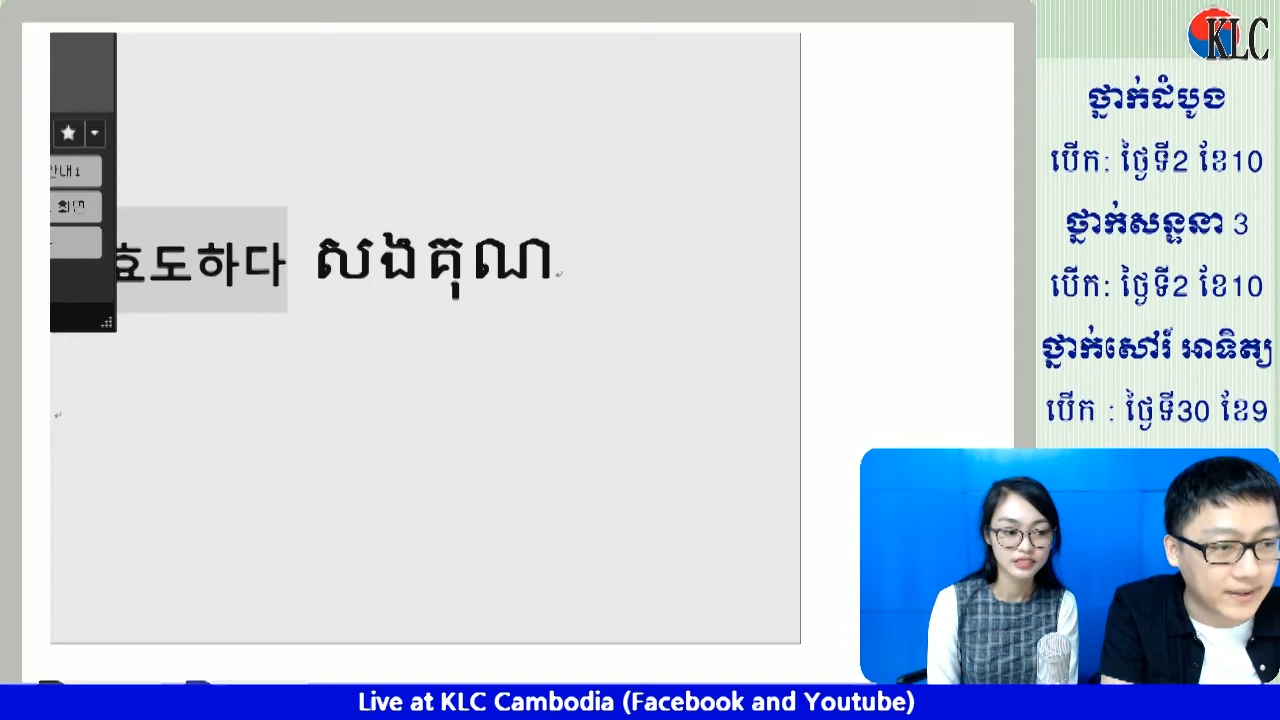 KLC
ថ្នាក់ដំបូង
បើក: ថ្ងៃទី2 ខែ10
ថ្នាក់សន្ទនា 3
បើក: ថ្ងៃទី2 ខែ10
ថ្នាក់សៅរ៍ អាទិត្យ
បើក : ថ្ងៃទី30 ខែ9
효도하다 សងគុណ
Live at KLC Cambodia (Facebook and Youtube)